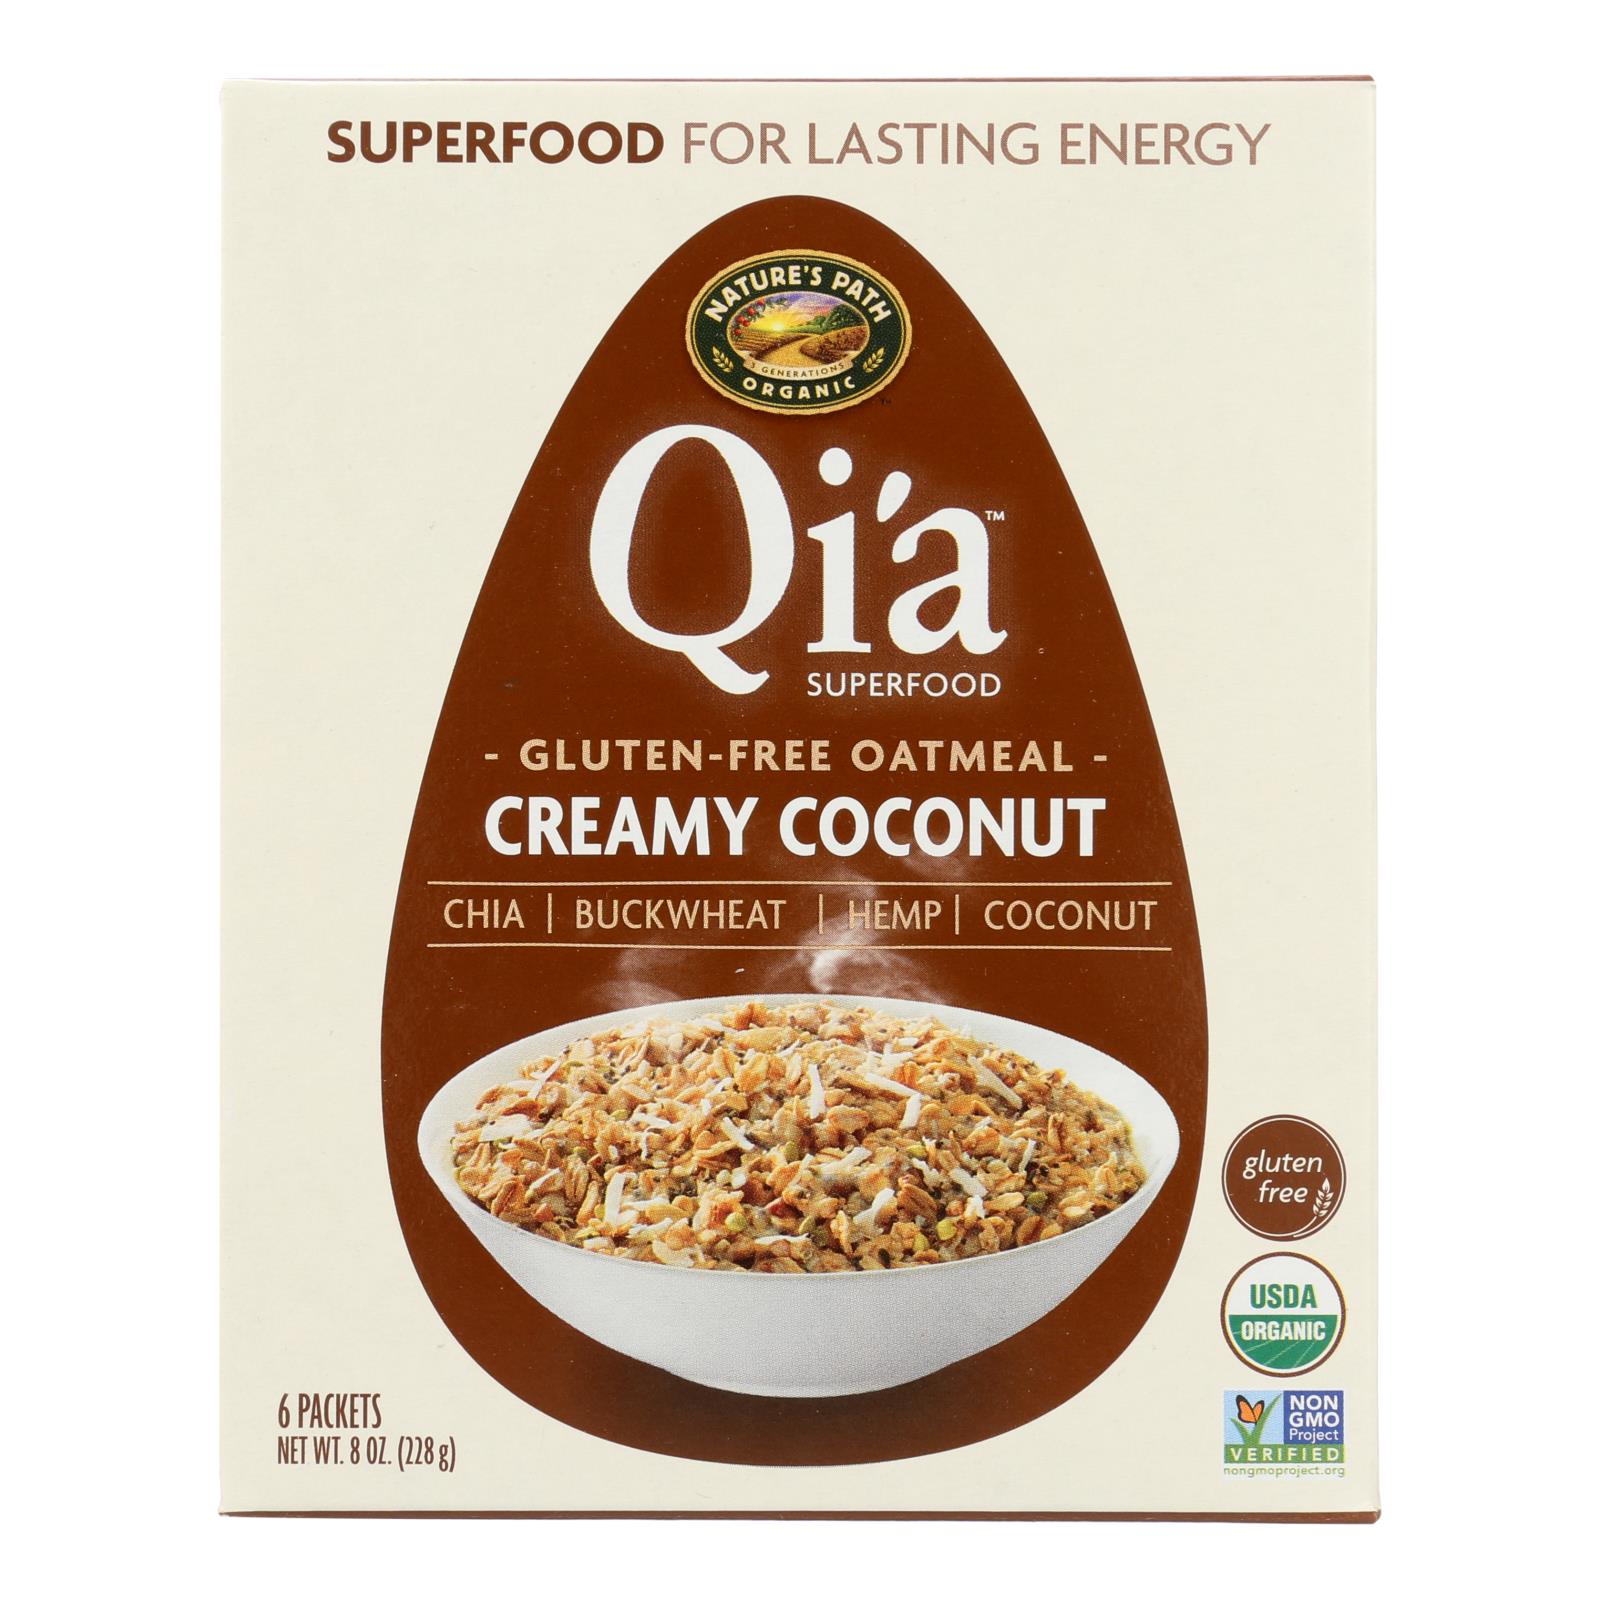 SUPERFOOD FOR LASTING ENERGY
NATURE'S PATH
3 GENERATIONS
ORGANIC
™
Qi'a™
SUPERFOOD
- GLUTEN-FREE OATMEAL -
CREAMY COCONUT
CHIA | BUCKWHEAT | HEMP | COCONUT
gluten
free
USDA
ORGANIC
6 PACKETS
NET WT. 8 OZ. (228 g)
NON
GMO
Project
VERIFIED
nongmoproject.org